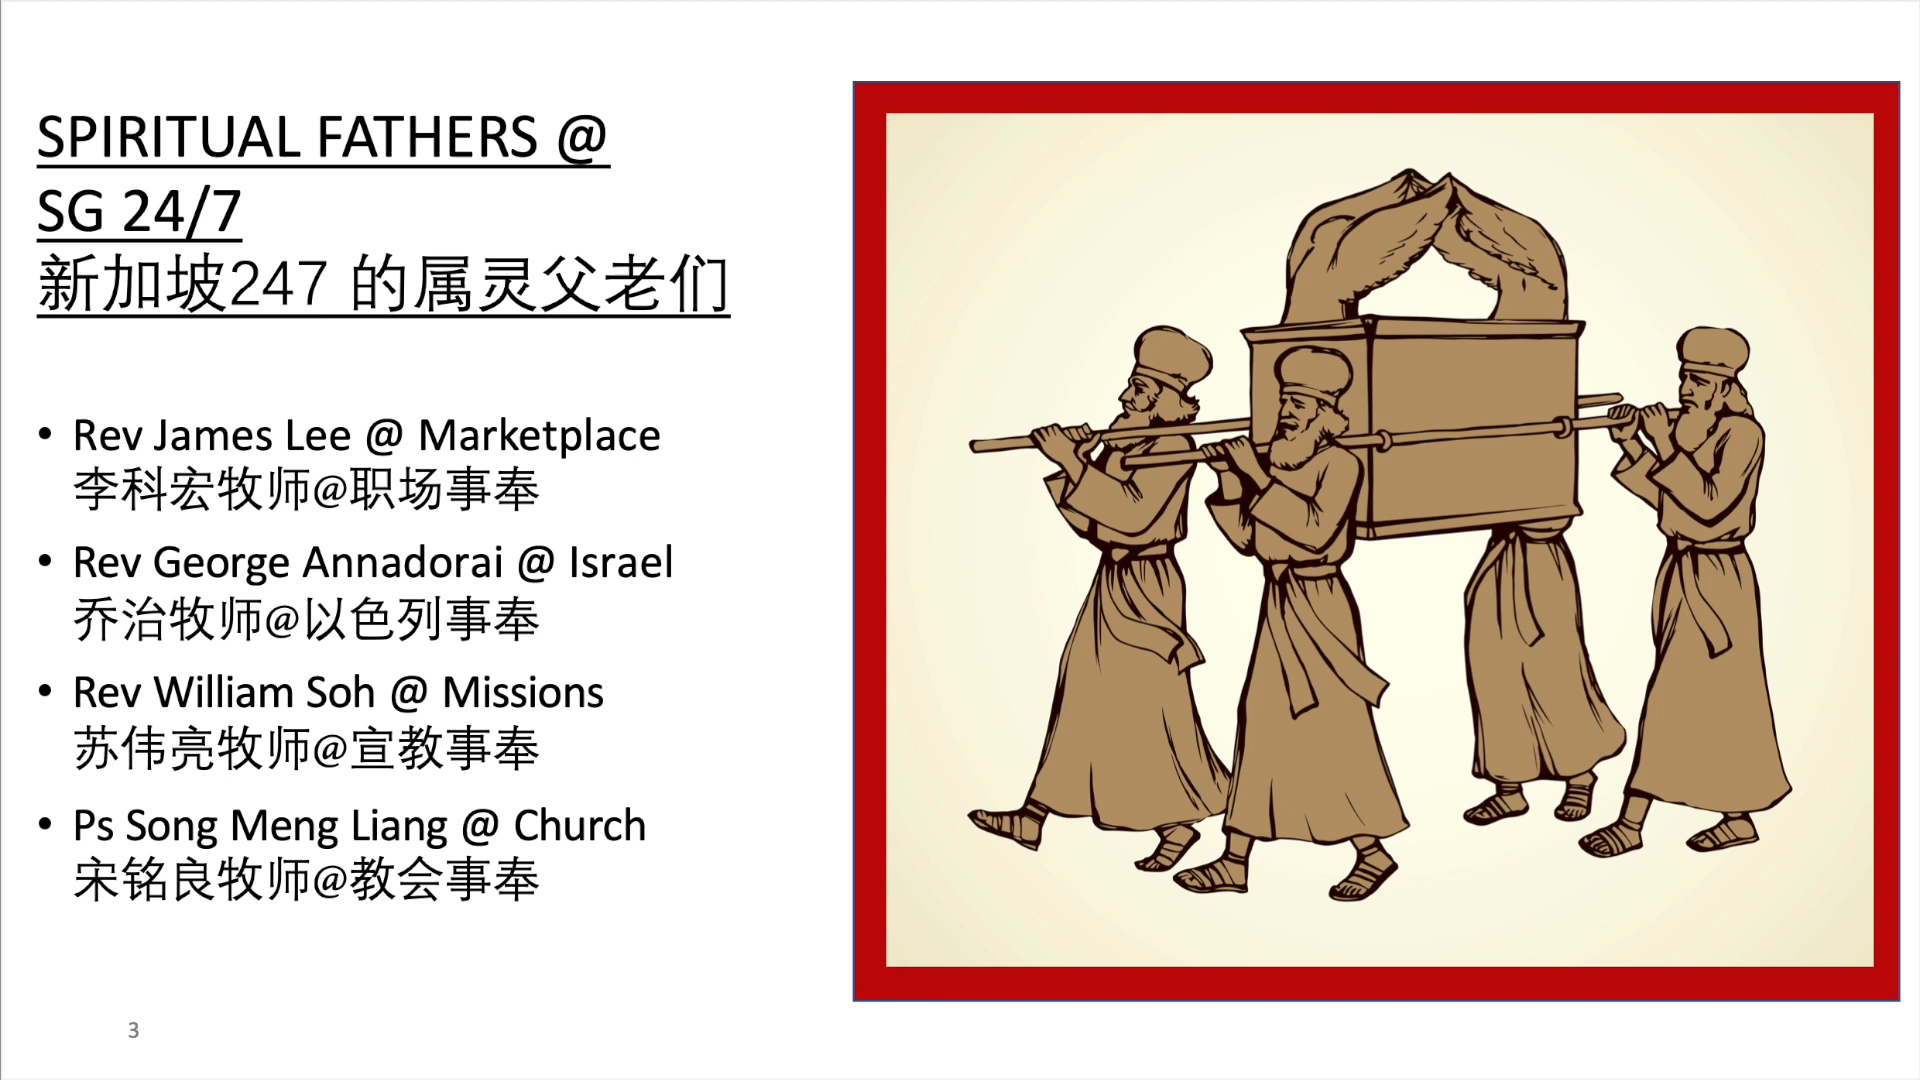 SPIRITUAL FATHERS @
SG 24/7
新加坡247 的属灵父老们
• Rev James Lee @ Marketplace
李科宏牧师@职场事奉
• Rev George Annadorai @ Israel
乔治牧师@以色列事奉
• Rev William Soh @ Missions
苏伟亮牧师@宣教事奉
• Ps Song Meng Liang @ Church
宋铭良牧师@教会事奉
3